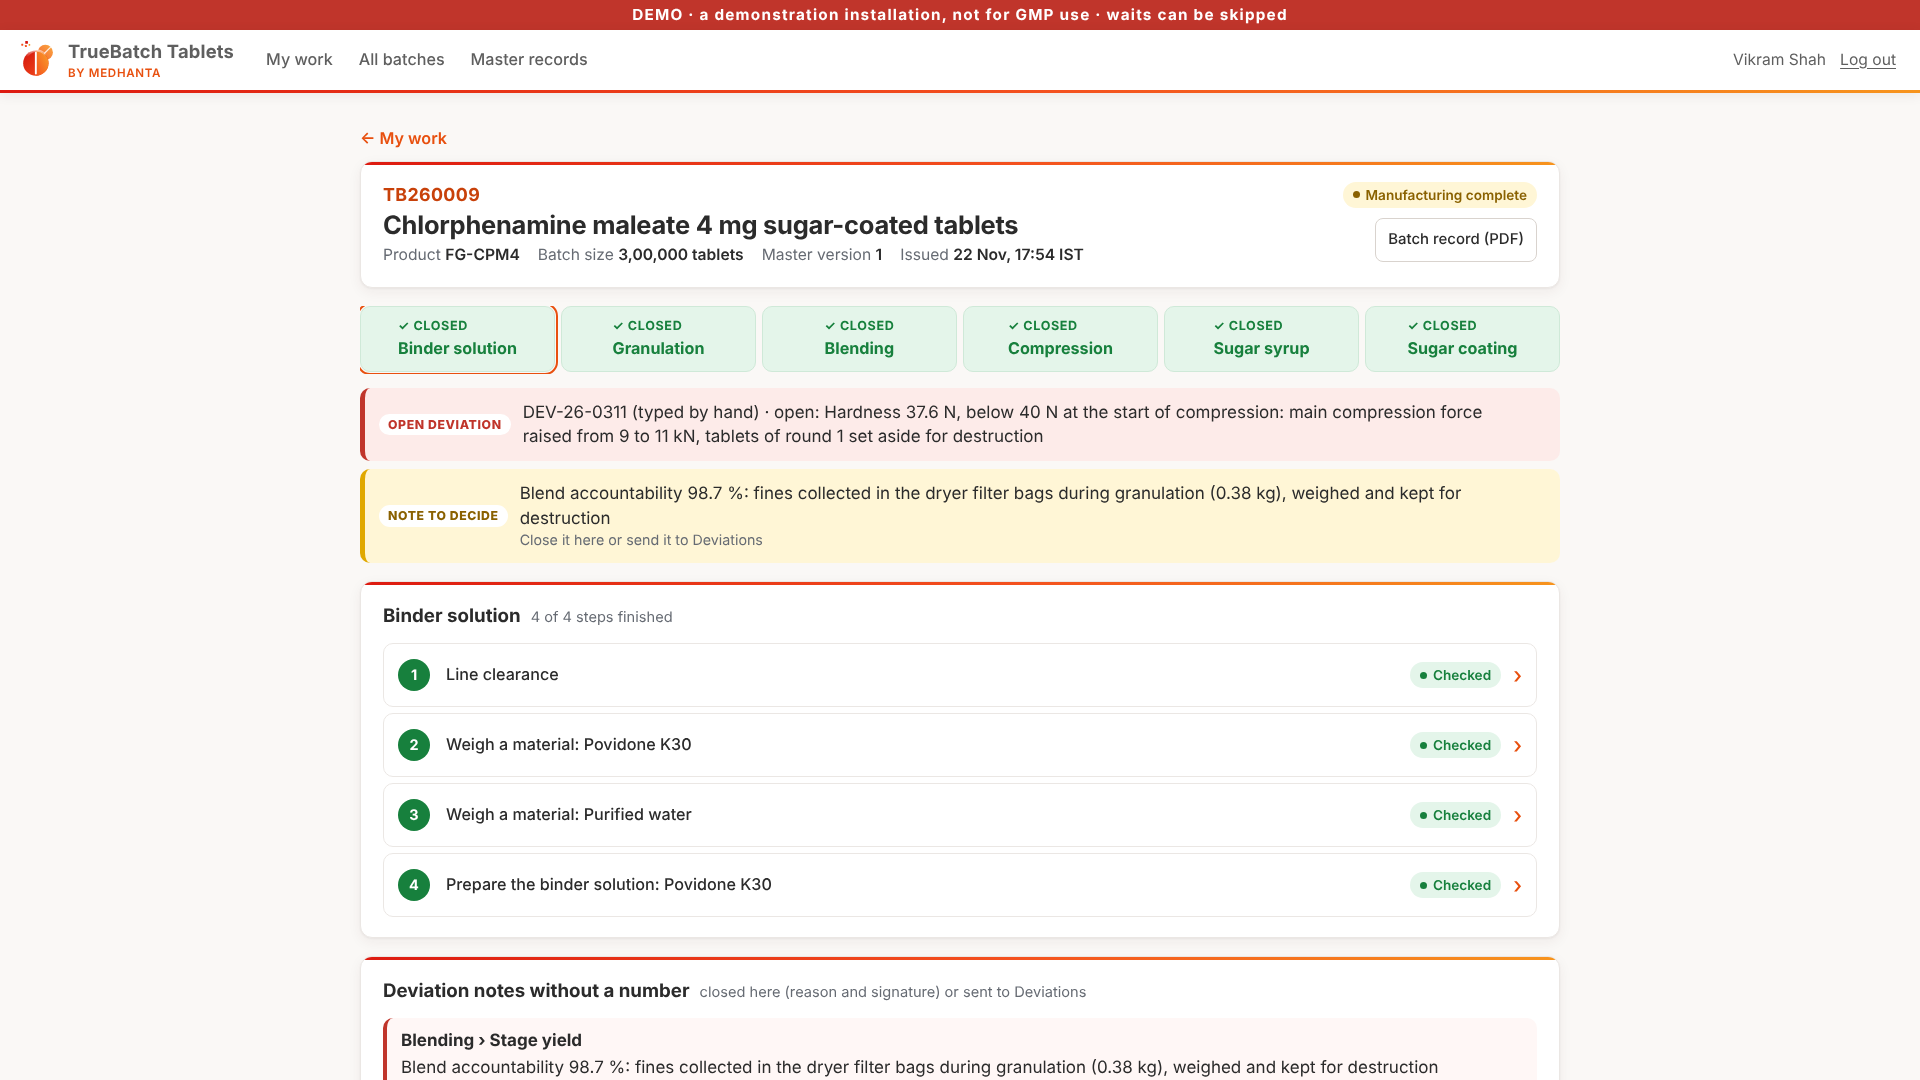 DEMO · a demonstration installation, not for GMP use · waits can be skipped
TrueBatch Tablets
BY MEDHANTA
My work
All batches
Master records
Vikram Shah
Log out
← My work
TB260009
Manufacturing complete
Chlorphenamine maleate 4 mg sugar-coated tablets
Batch record (PDF)
Product FG-CPM4 Batch size 3,00,000 tablets Master version 1 Issued 22 Nov, 17:54 IST
✓ CLOSED
Binder solution
✓ CLOSED
Granulation
✓ CLOSED
Blending
✓ CLOSED
Compression
✓ CLOSED
Sugar syrup
✓ CLOSED
Sugar coating
OPEN DEVIATION
DEV-26-0311 (typed by hand) · open: Hardness 37.6 N, below 40 N at the start of compression: main compression force
raised from 9 to 11 kN, tablets of round 1 set aside for destruction
NOTE TO DECIDE
Blend accountability 98.7 %: fines collected in the dryer filter bags during granulation (0.38 kg), weighed and kept for
destruction
Close it here or send it to Deviations
Binder solution 4 of 4 steps finished
1 Line clearance Checked ›
2 Weigh a material: Povidone K30 Checked ›
3 Weigh a material: Purified water Checked ›
4 Prepare the binder solution: Povidone K30 Checked ›
Deviation notes without a number closed here (reason and signature) or sent to Deviations
Blending › Stage yield
Blend accountability 98.7 %: fines collected in the dryer filter bags during granulation (0.38 kg), weighed and kept for destruction